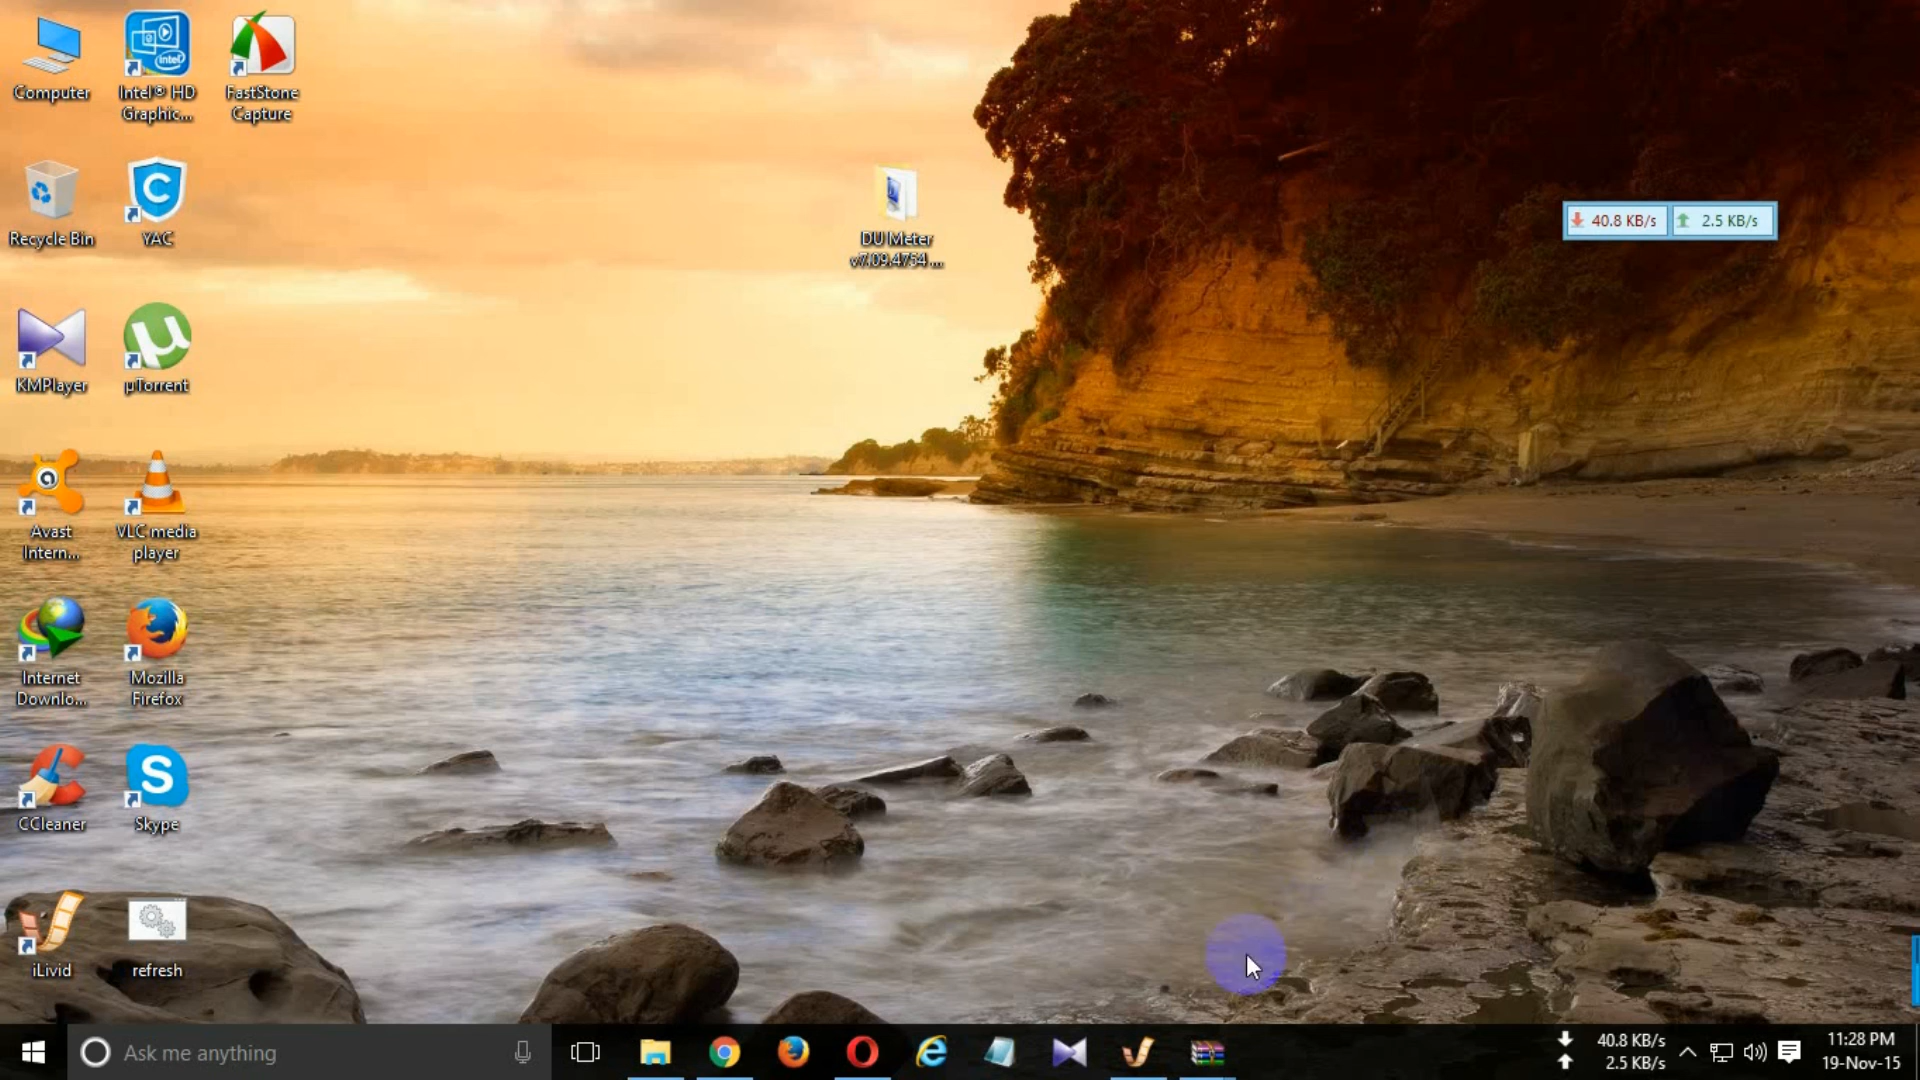 Computer
Intel® HD
Graphic...
FastStone
Capture
intel
Recycle Bin
C
YAC
DU Meter
v7.09.4754 ...
40.8 KB/s
2.5 KB/s
KMPlayer
µ
µTorrent
a
Avast
Intern...
VLC media
player
Internet
Downlo...
Mozilla
Firefox
CCleaner
S
Skype
iLivid
refresh
Ask me anything
40.8 KB/s
2.5 KB/s
11:28 PM
19-Nov-15